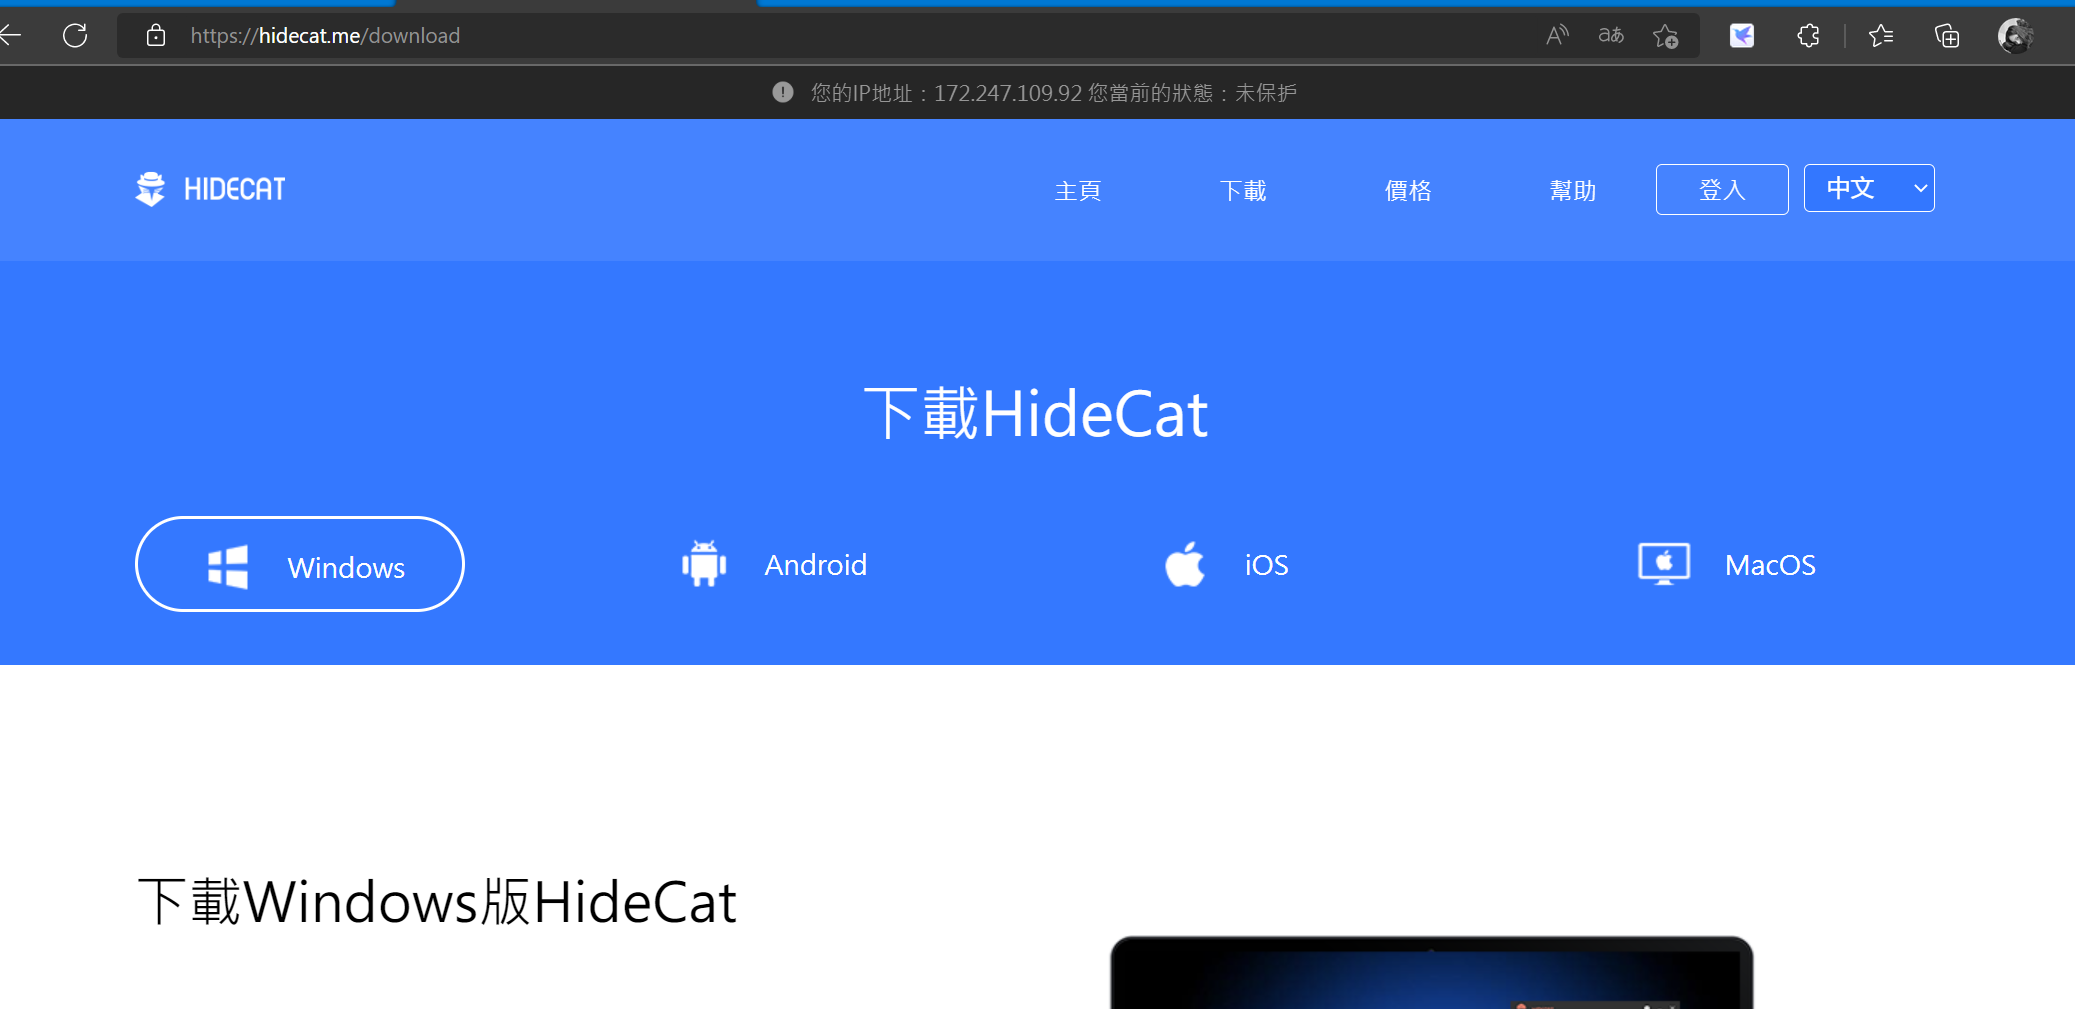 https://hidecat.me/download
您的IP地址：172.247.109.92 您當前的狀態：未保护
HIDECAT
主頁 下載 價格 幫助 登入 中文
下載HideCat
Windows Android iOS MacOS
下載Windows版HideCat